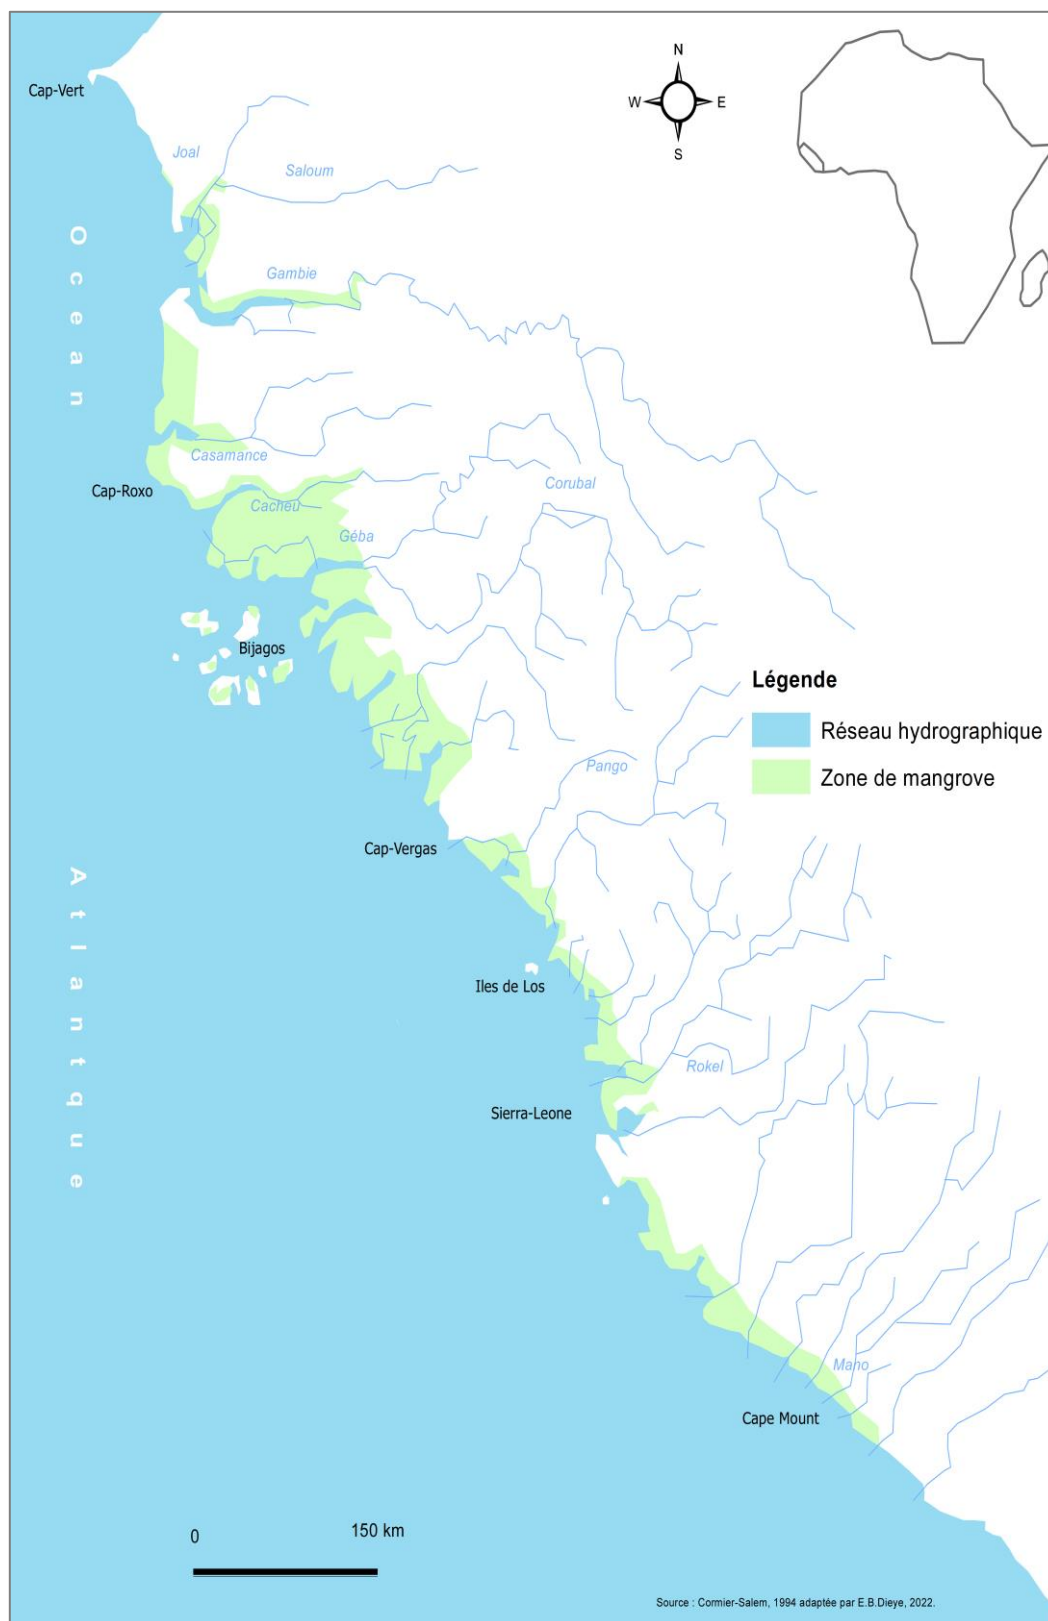 N
Cap-Vert
W
E
S
Joal
Saloum
Ocean
Gambie
Casamance
Corubal
Cap-Roxo
Cacheu
Géba
Bijagos
Légende
Réseau hydrographique
Pango
Zone de mangrove
Cap-Vergas
Atlantque
Iles de Los
Rokel
Sierra-Leone
Mano
Cape Mount
0
150 km
Source : Cormier-Salem, 1994 adaptée par E.B.Dieye, 2022.